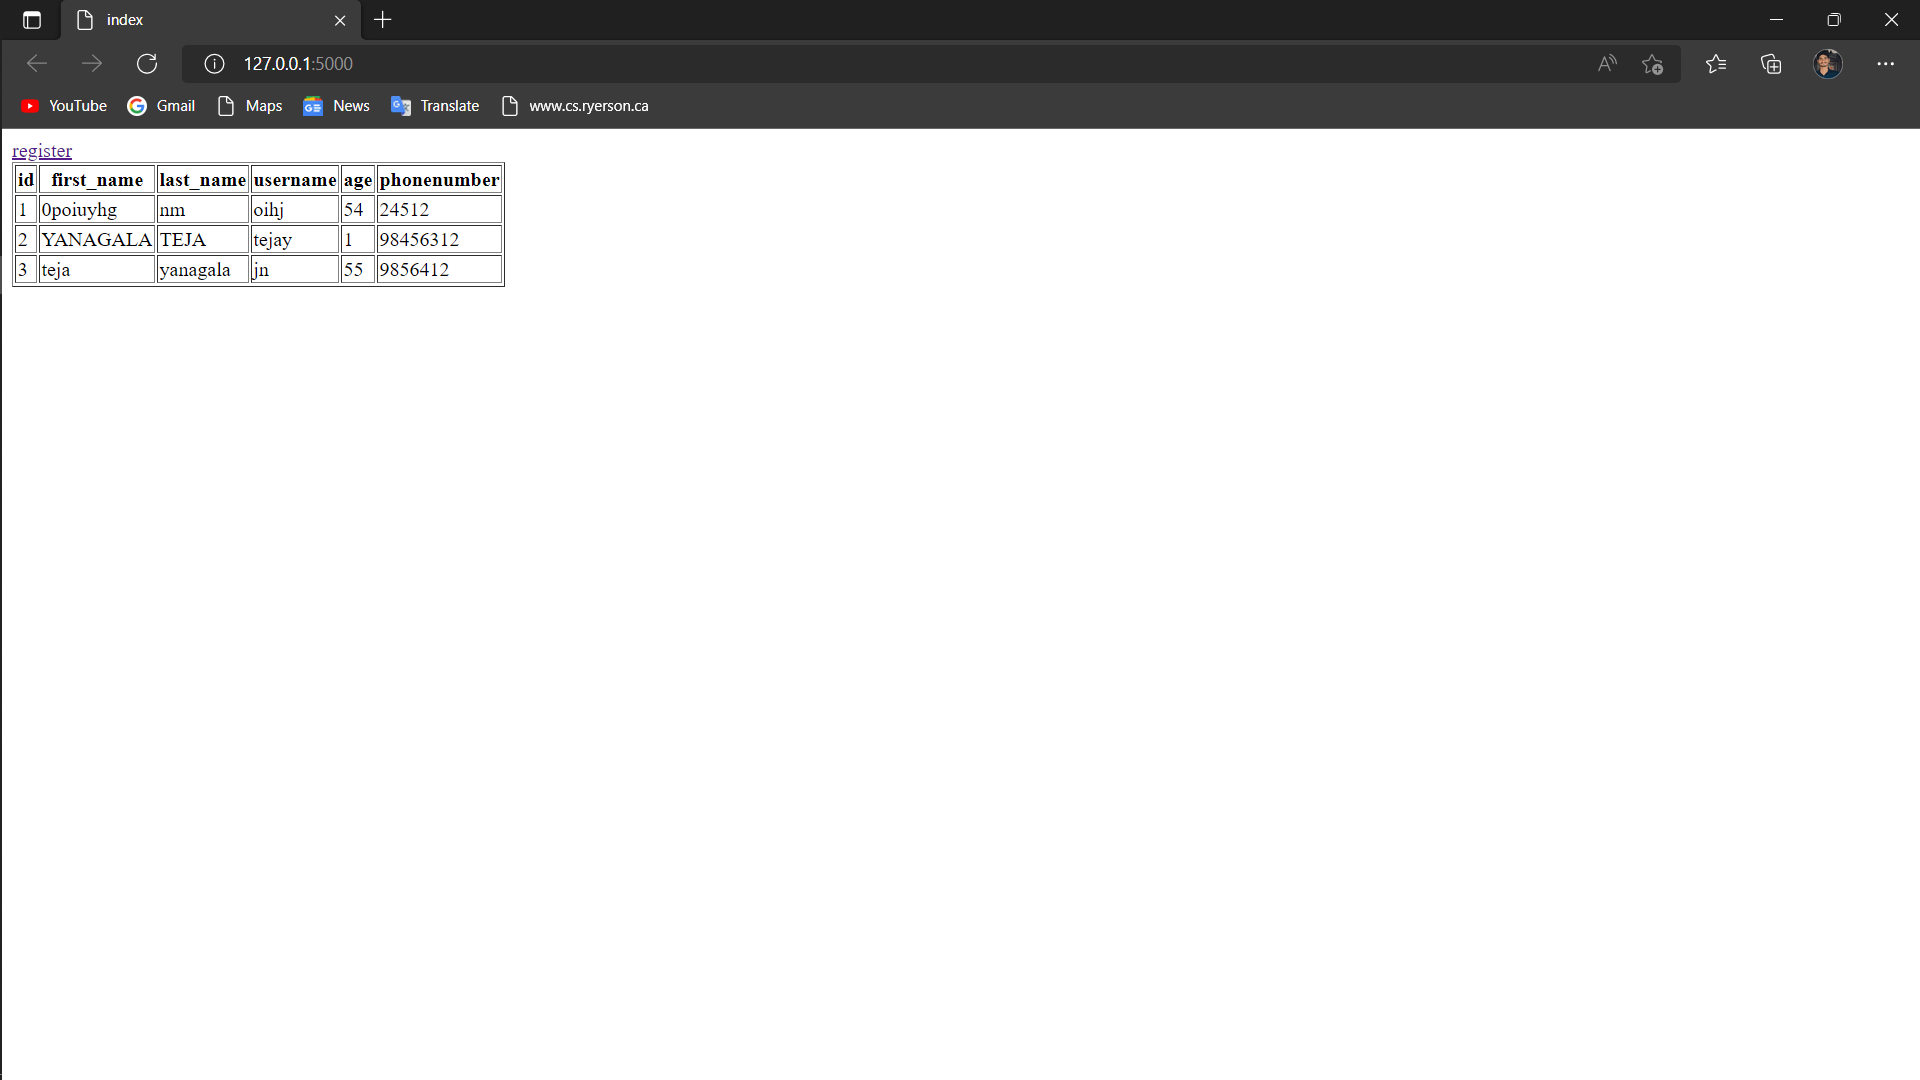 index
127.0.0.1:5000
YouTube Gmail Maps News Translate www.cs.ryerson.ca
register
id first_name last_name username age phonenumber
1 0poiuyhg nm oihj 54 24512
2 YANAGALA TEJA tejay 1 98456312
3 teja yanagala jn 55 9856412